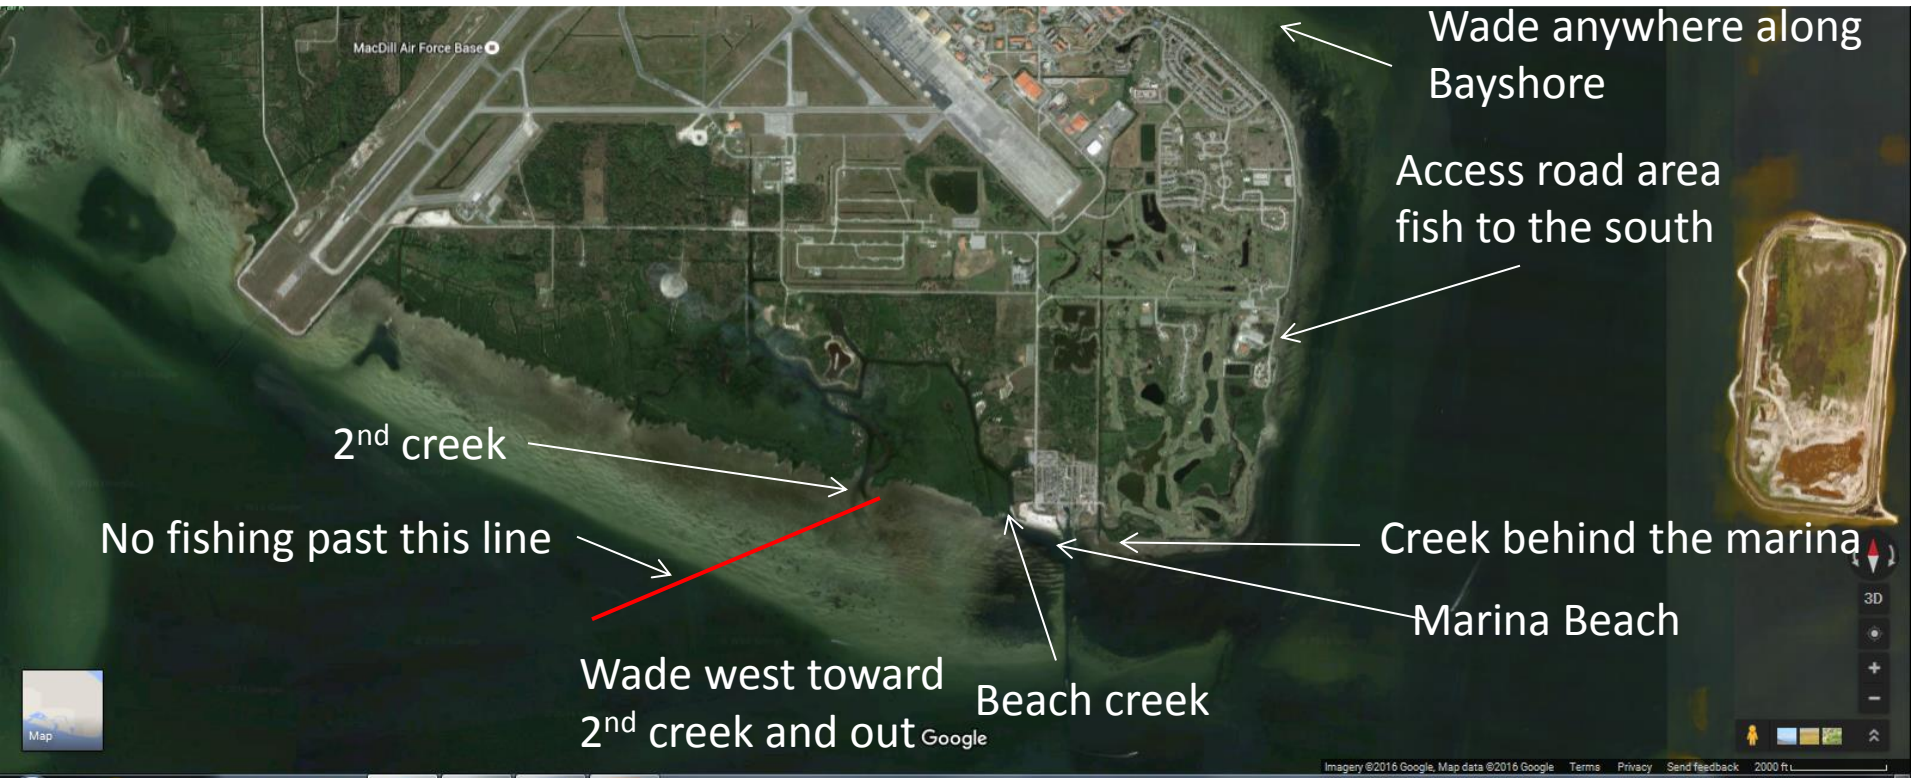 Wade anywhere along
Bayshore
MacDill Air Force Base
Access road area
fish to the south
2nd creek
No fishing past this line
Creek behind the marina
3D
Marina Beach
Wade west toward
2nd creek and out
Beach creek
Google
Map
Imagery ©2016 Google, Map data ©2016 Google Terms Privacy Send feedback 2000 ft